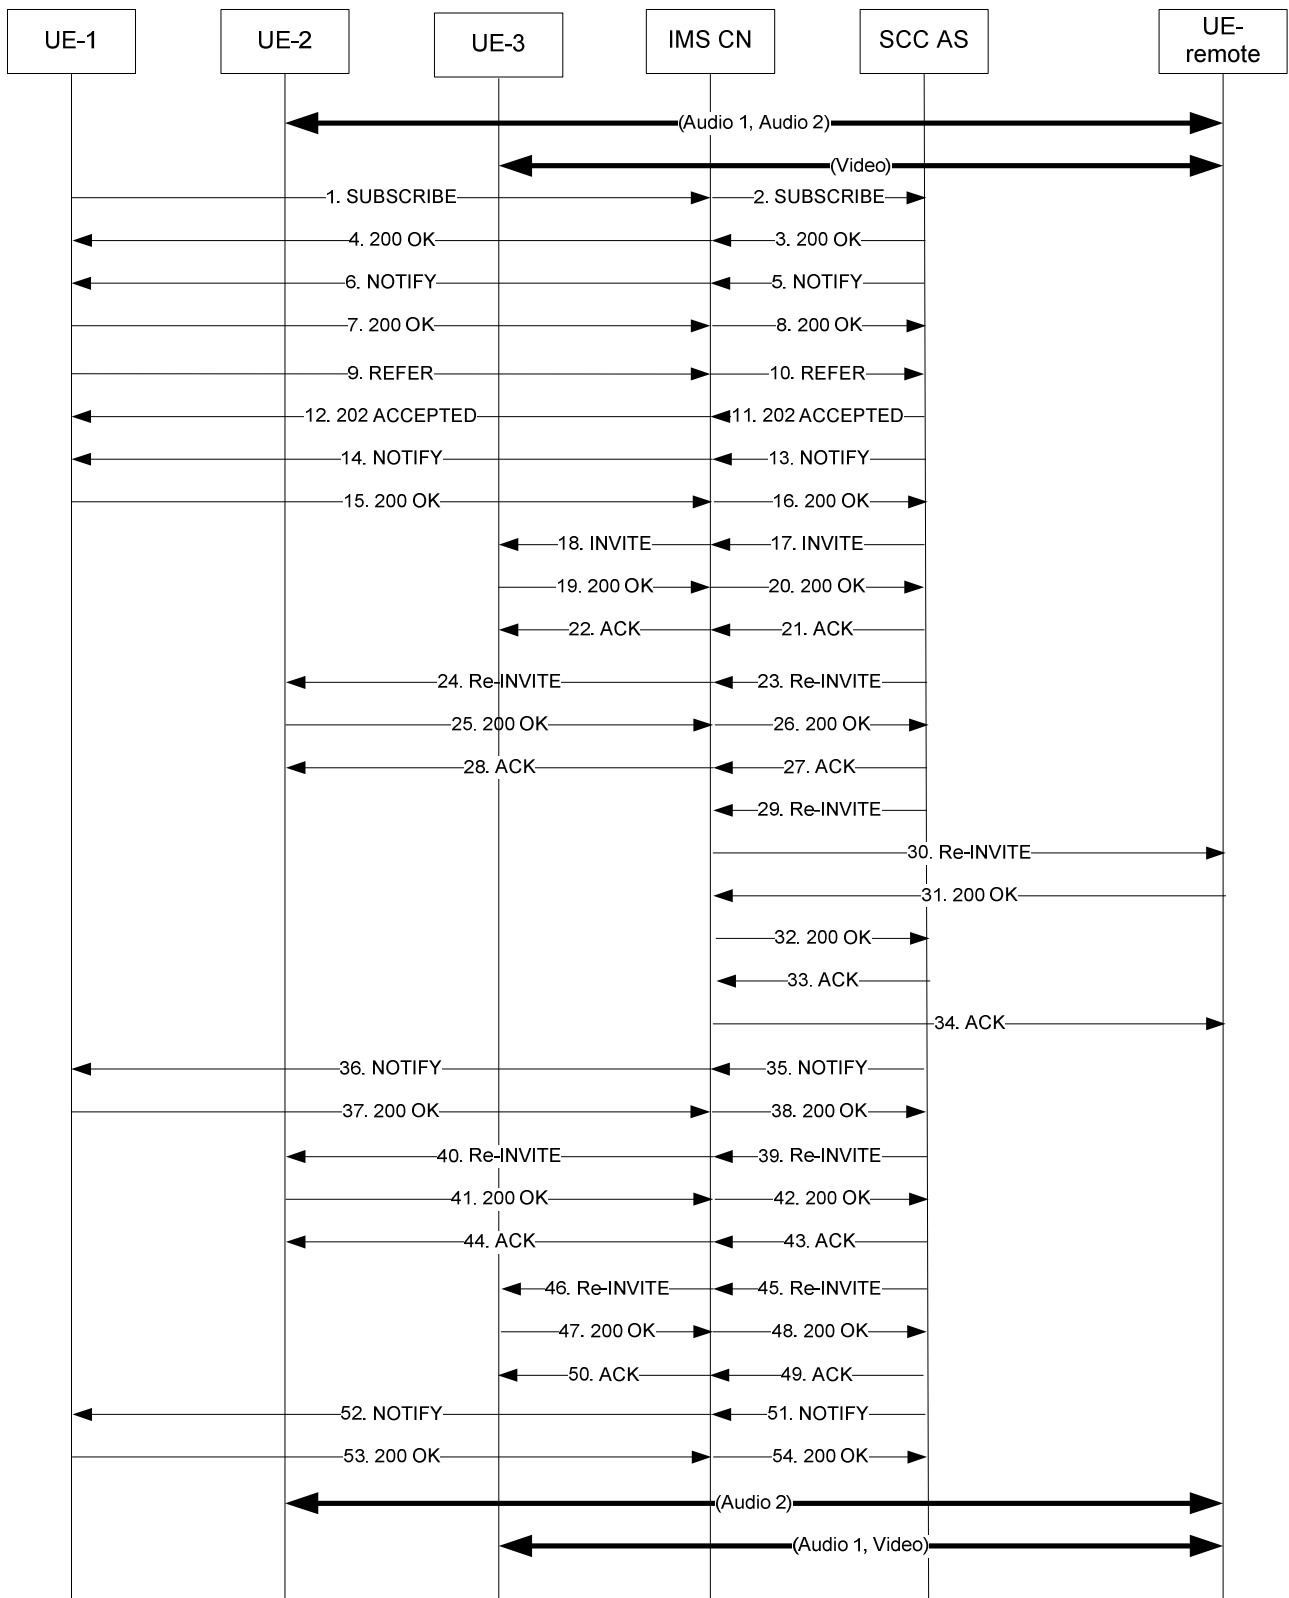 UE-1
UE-2
UE-3
IMS CN
SCC AS
UE-
remote
(Audio 1, Audio 2)
(Video)
1. SUBSCRIBE
2. SUBSCRIBE
4. 200 OK
3. 200 OK
6. NOTIFY
5. NOTIFY
7. 200 OK
8. 200 OK
9. REFER
10. REFER
12. 202 ACCEPTED
11. 202 ACCEPTED
14. NOTIFY
13. NOTIFY
15. 200 OK
16. 200 OK
18. INVITE
17. INVITE
19. 200 OK
20. 200 OK
22. ACK
21. ACK
24. Re-INVITE
23. Re-INVITE
25. 200 OK
26. 200 OK
28. ACK
27. ACK
29. Re-INVITE
30. Re-INVITE
31. 200 OK
32. 200 OK
33. ACK
34. ACK
36. NOTIFY
35. NOTIFY
37. 200 OK
38. 200 OK
40. Re-INVITE
39. Re-INVITE
41. 200 OK
42. 200 OK
44. ACK
43. ACK
46. Re-INVITE
45. Re-INVITE
47. 200 OK
48. 200 OK
50. ACK
49. ACK
52. NOTIFY
51. NOTIFY
53. 200 OK
54. 200 OK
(Audio 2)
(Audio 1, Video)